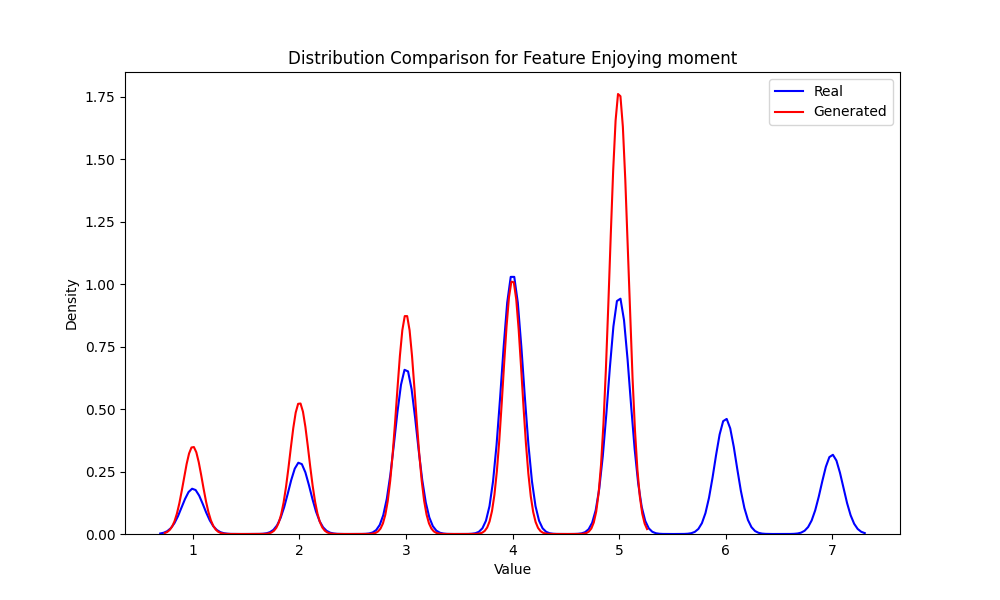 Distribution Comparison for Feature Enjoying moment
Real
Generated
Density
1.75
1.50
1.25
1.00
0.75
0.50
0.25
0.00
1 2 3 4 5 6 7
Value